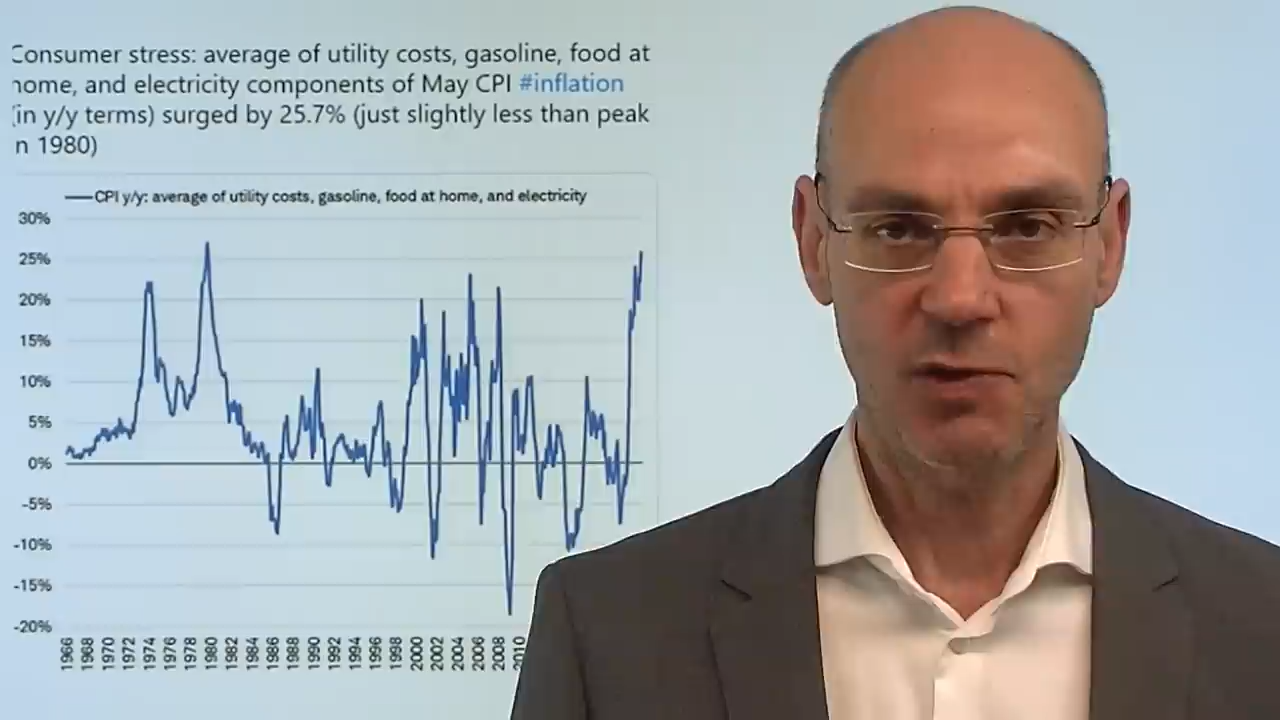 Consumer stress: average of utility costs, gasoline, food at
home, and electricity components of May CPI #inflation
(in y/y terms) surged by 25.7% (just slightly less than peak
n 1980)
CPI y/y: average of utility costs, gasoline, food at home, and electricity
30%
25%
20%
15%
10%
5%
0%
-5%
-10%
-15%
-20%
1966 1968 1970 1972 1974 1976 1978 1980 1982 1984 1986 1988 1990 1992 1994 1996 1998 2000 2002 2004 2006 2008 2010